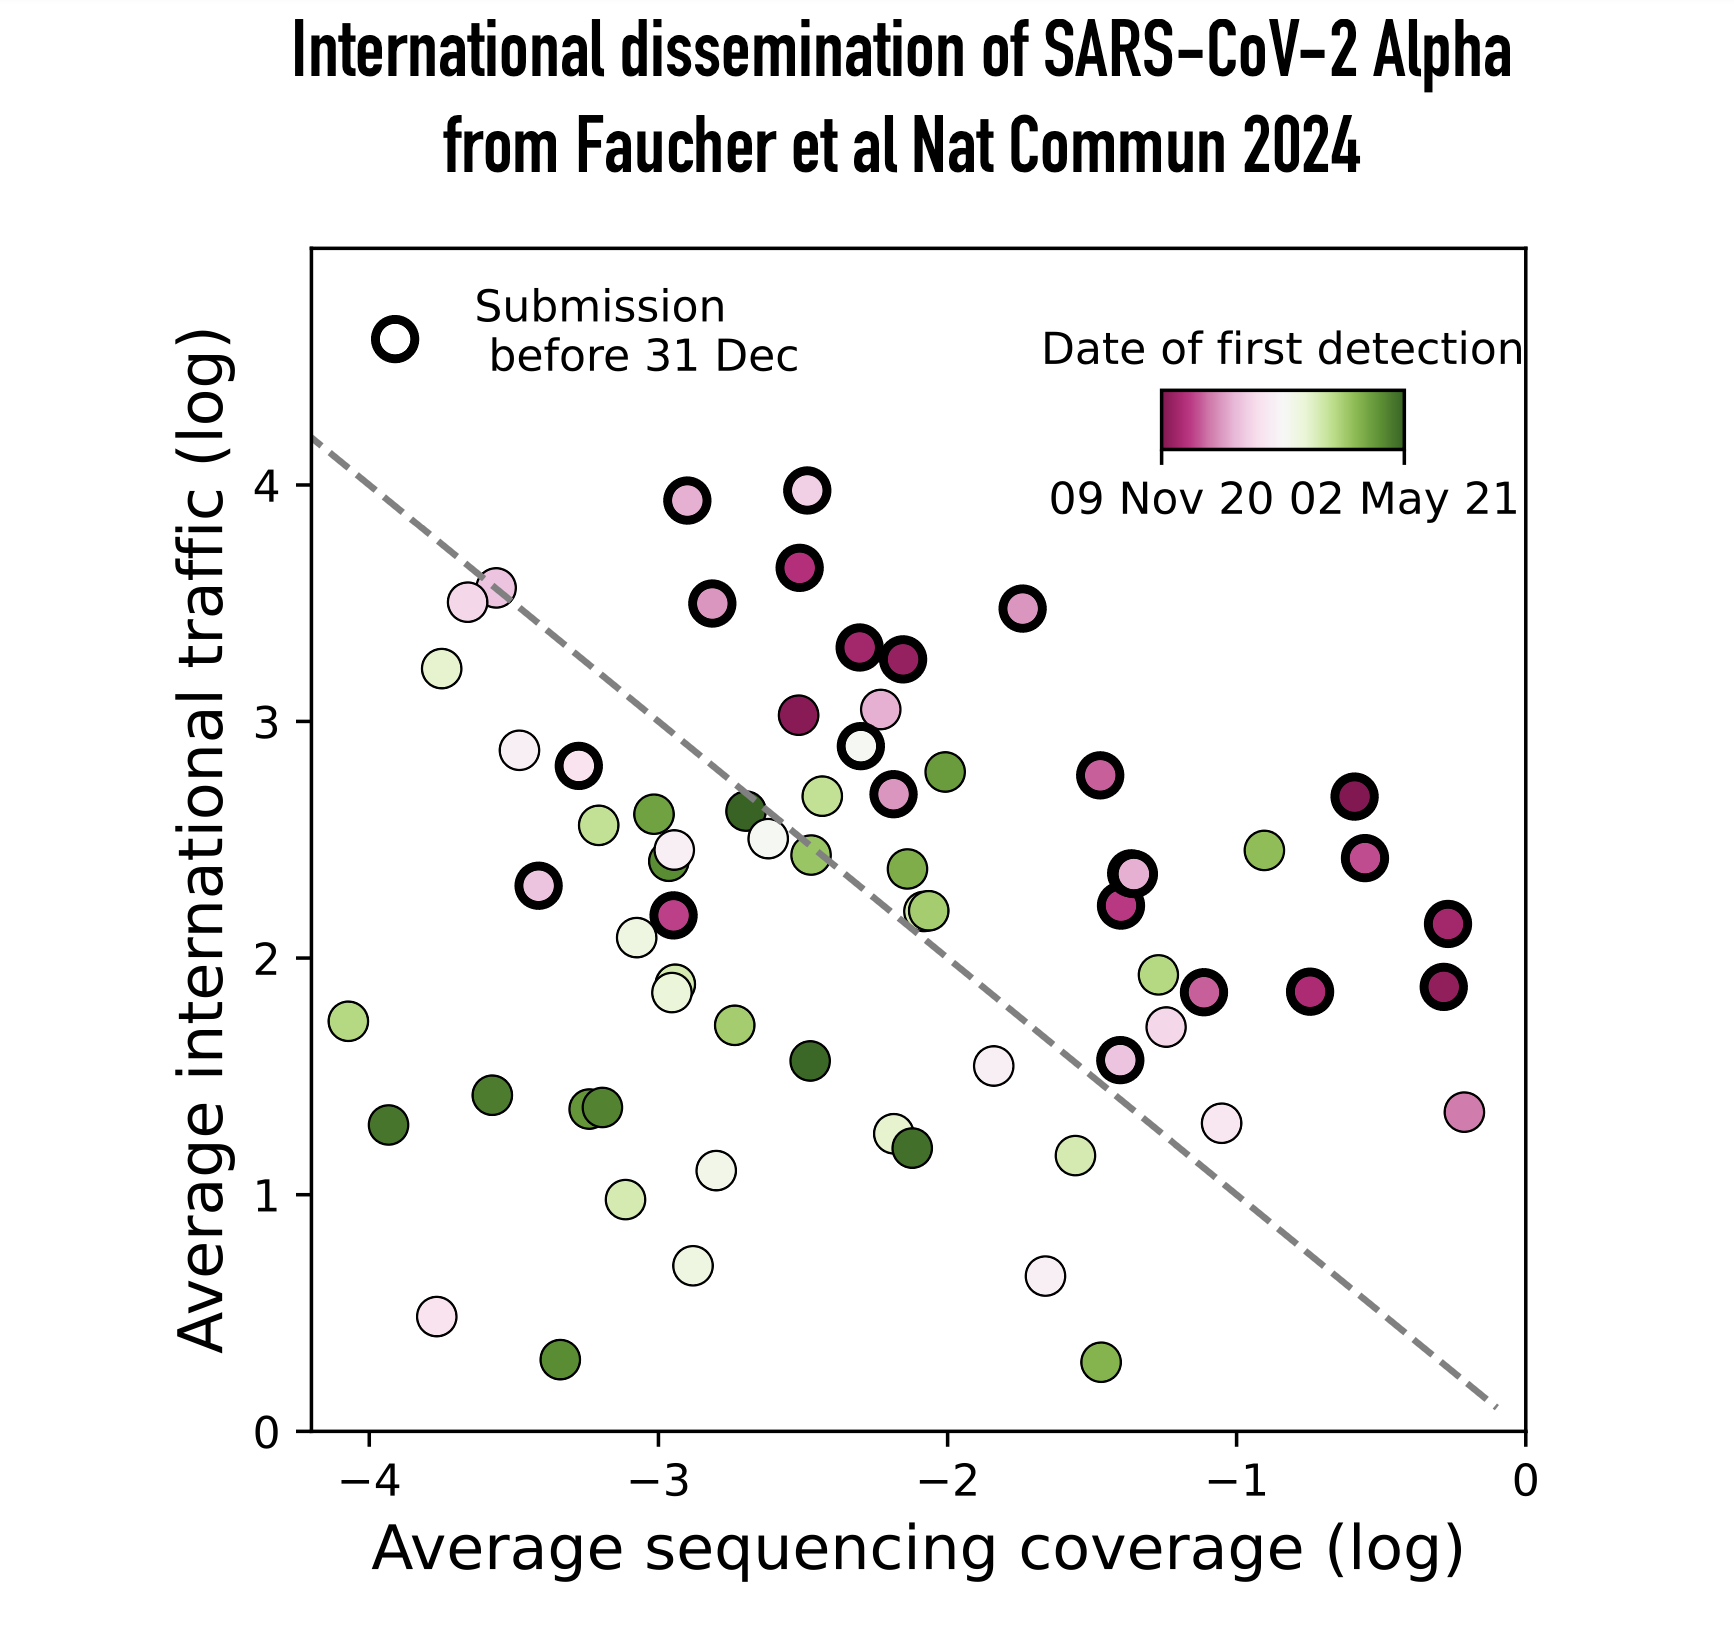 International dissemination of SARS-CoV-2 Alpha
from Faucher et al Nat Commun 2024
Submission
before 31 Dec
Date of first detection
09 Nov 20 02 May 21
Average international traffic (log)
4
3
2
1
0
−4 −3 −2 −1 0
Average sequencing coverage (log)